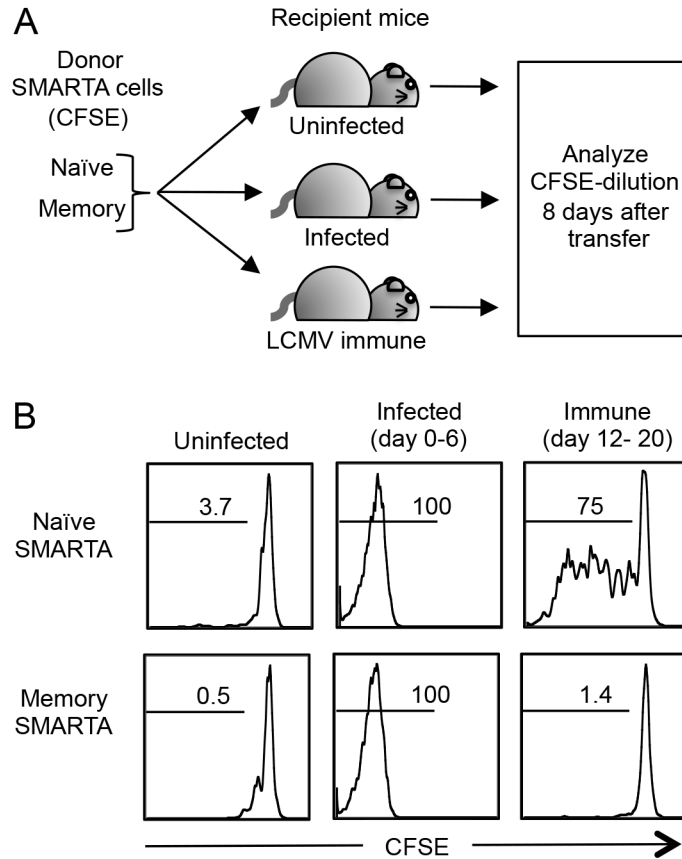 A
Recipient mice
Donor
SMARTA cells
(CFSE)
Naïve
Memory
Uninfected
Infected
LCMV immune
Analyze
CFSE-dilution
8 days after
transfer
B
Uninfected
Infected
(day 0-6)
Immune
(day 12- 20)
Naïve
SMARTA
3.7
100
75
Memory
SMARTA
0.5
100
1.4
CFSE